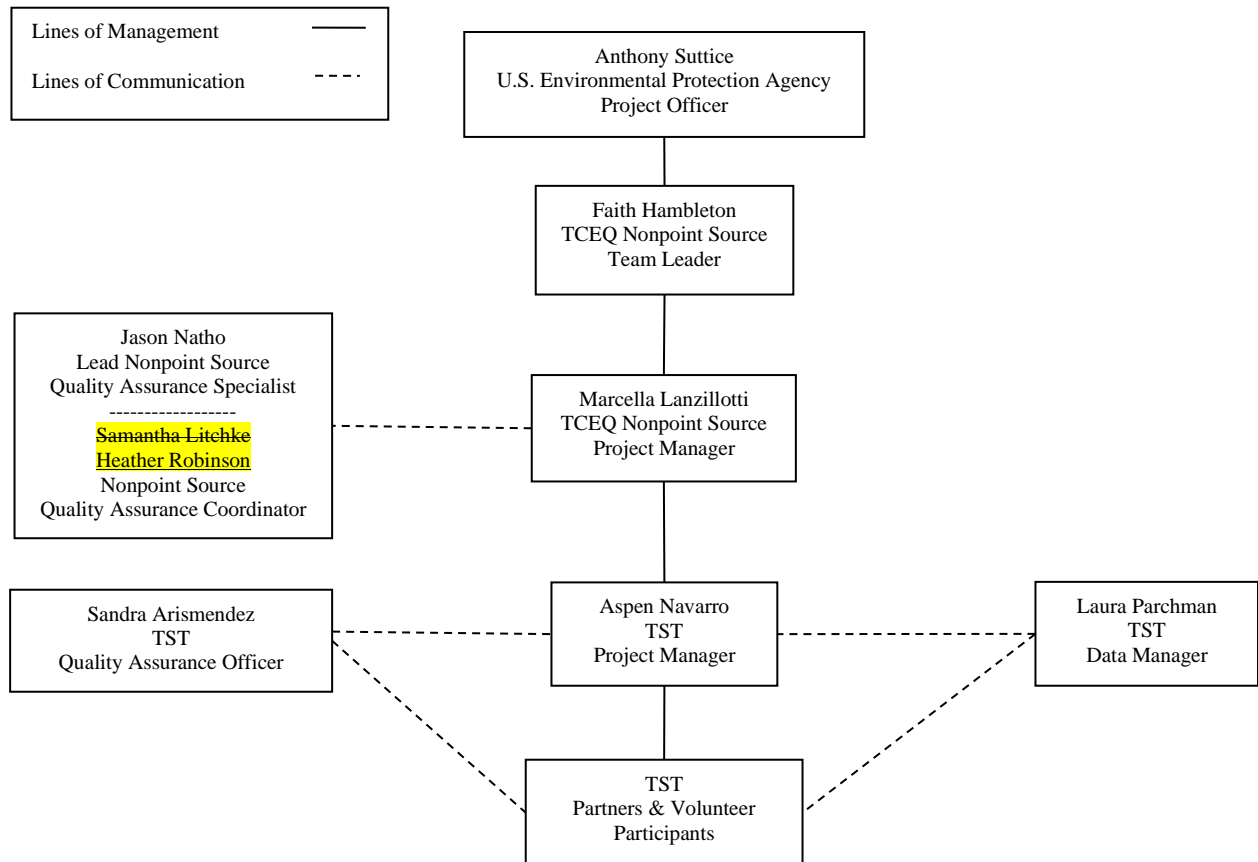 Lines of Management
Lines of Communication
Anthony Suttice
U.S. Environmental Protection Agency
Project Officer
Faith Hambleton
TCEQ Nonpoint Source
Team Leader
Jason Natho
Lead Nonpoint Source
Quality Assurance Specialist
------------------
Samantha Litchke
Heather Robinson
Nonpoint Source
Quality Assurance Coordinator
Marcella Lanzillotti
TCEQ Nonpoint Source
Project Manager
Sandra Arismendez
TST
Quality Assurance Officer
Aspen Navarro
TST
Project Manager
Laura Parchman
TST
Data Manager
TST
Partners & Volunteer
Participants